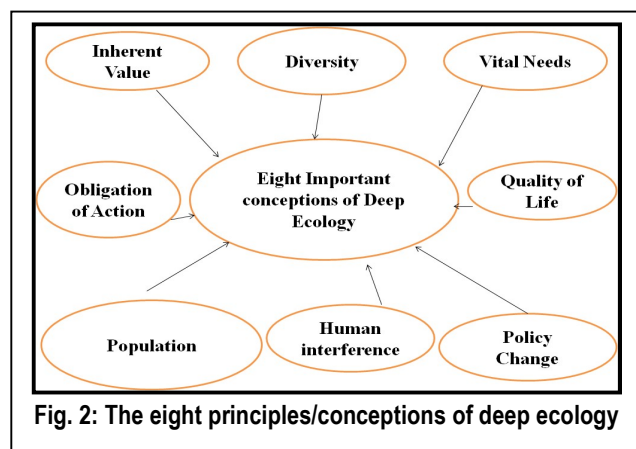 Inherent
Value
Diversity
Vital Needs
Obligation
of Action
Eight Important
conceptions of Deep
Ecology
Quality of
Life
Population
Human
interference
Policy
Change
Fig. 2: The eight principles/conceptions of deep ecology